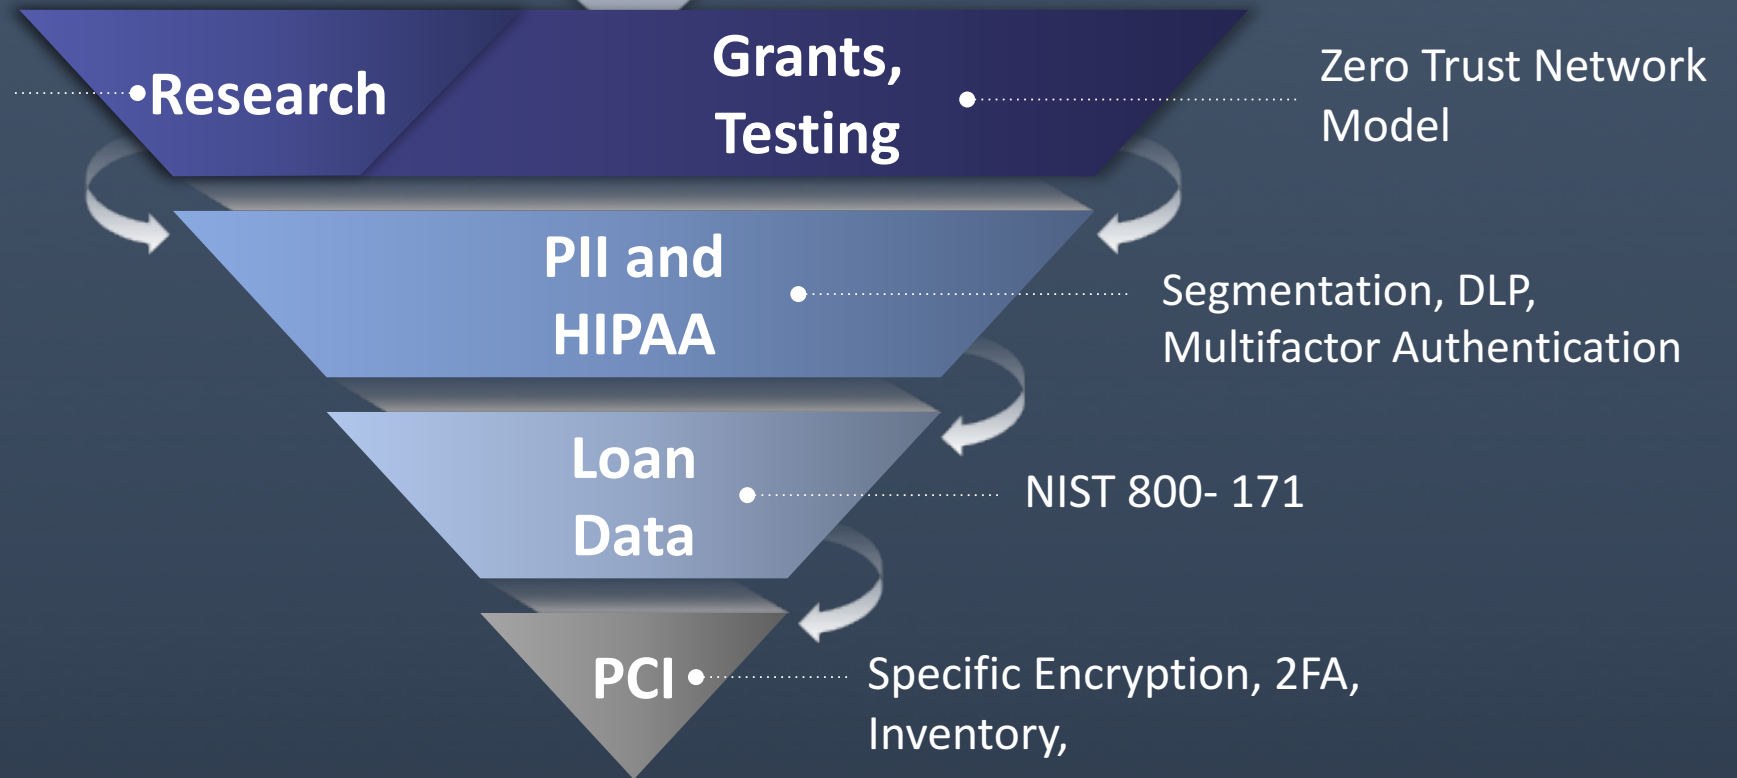 Research
Grants,
Testing
Zero Trust Network
Model
PII and
HIPAA
Segmentation, DLP,
Multifactor Authentication
Loan
Data
NIST 800- 171
PCI
Specific Encryption, 2FA,
Inventory,